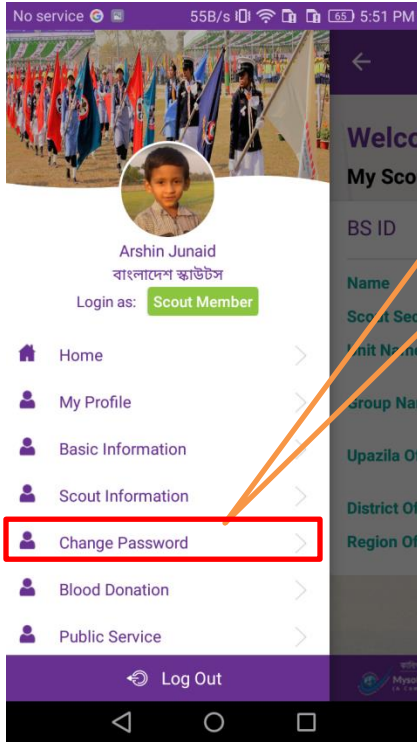 No service 55B/s 65 5:51 PM
Arshin Junaid
বাংলাদেশ স্কাউটস
Login as: Scout Member
Home
My Profile
Basic Information
Scout Information
Change Password
Blood Donation
Public Service
Log Out
Welco
My Sco
BS ID
Name
Scout Sec
Unit Name
Group Na
Upazila Of
District Of
Region Of